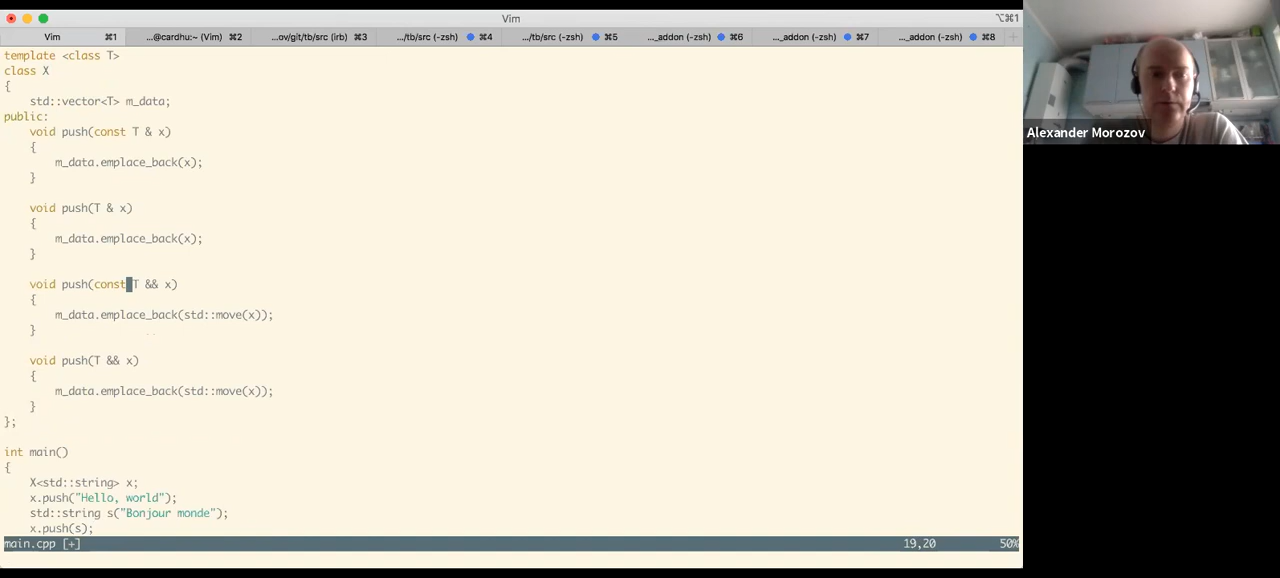 Vim
⌥⌘1
Vim ⌘1
...@cardhu:~ (Vim) ⌘2
...ov/git/tb/src (irb) ⌘3
.../tb/src (-zsh) ⌘4
.../tb/src (-zsh) ⌘5
..._addon (-zsh) ⌘6
..._addon (-zsh) ⌘7
..._addon (-zsh) ⌘8
template <class T>
class X
{
    std::vector<T> m_data;
public:
    void push(const T & x)
    {
        m_data.emplace_back(x);
    }
    void push(T & x)
    {
        m_data.emplace_back(x);
    }
    void push(const T && x)
    {
        m_data.emplace_back(std::move(x));
    }
    void push(T && x)
    {
        m_data.emplace_back(std::move(x));
    }
};
int main()
{
    X<std::string> x;
    x.push("Hello, world");
    std::string s("Bonjour monde");
    x.push(s);
main.cpp [+] 19,20 50%
Alexander Morozov